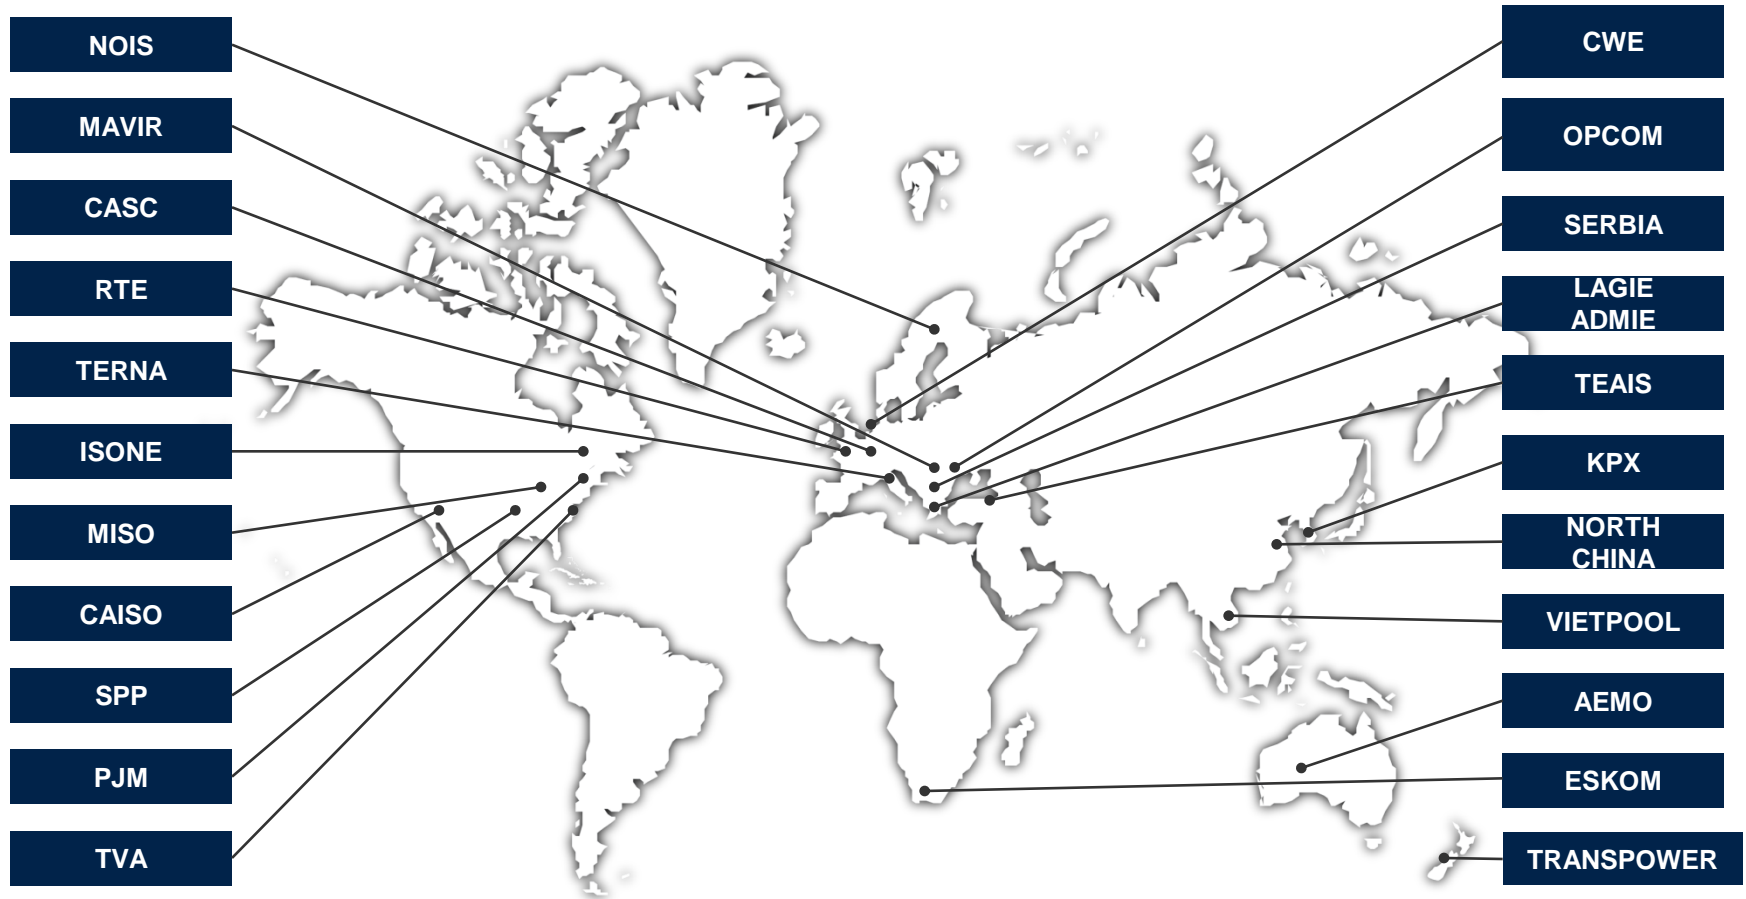 NOIS
MAVIR
CASC
RTE
TERNA
ISONE
MISO
CAISO
SPP
PJM
TVA
CWE
OPCOM
SERBIA
LAGIE
ADMIE
TEAIS
KPX
NORTH
CHINA
VIETPOOL
AEMO
ESKOM
TRANSPOWER